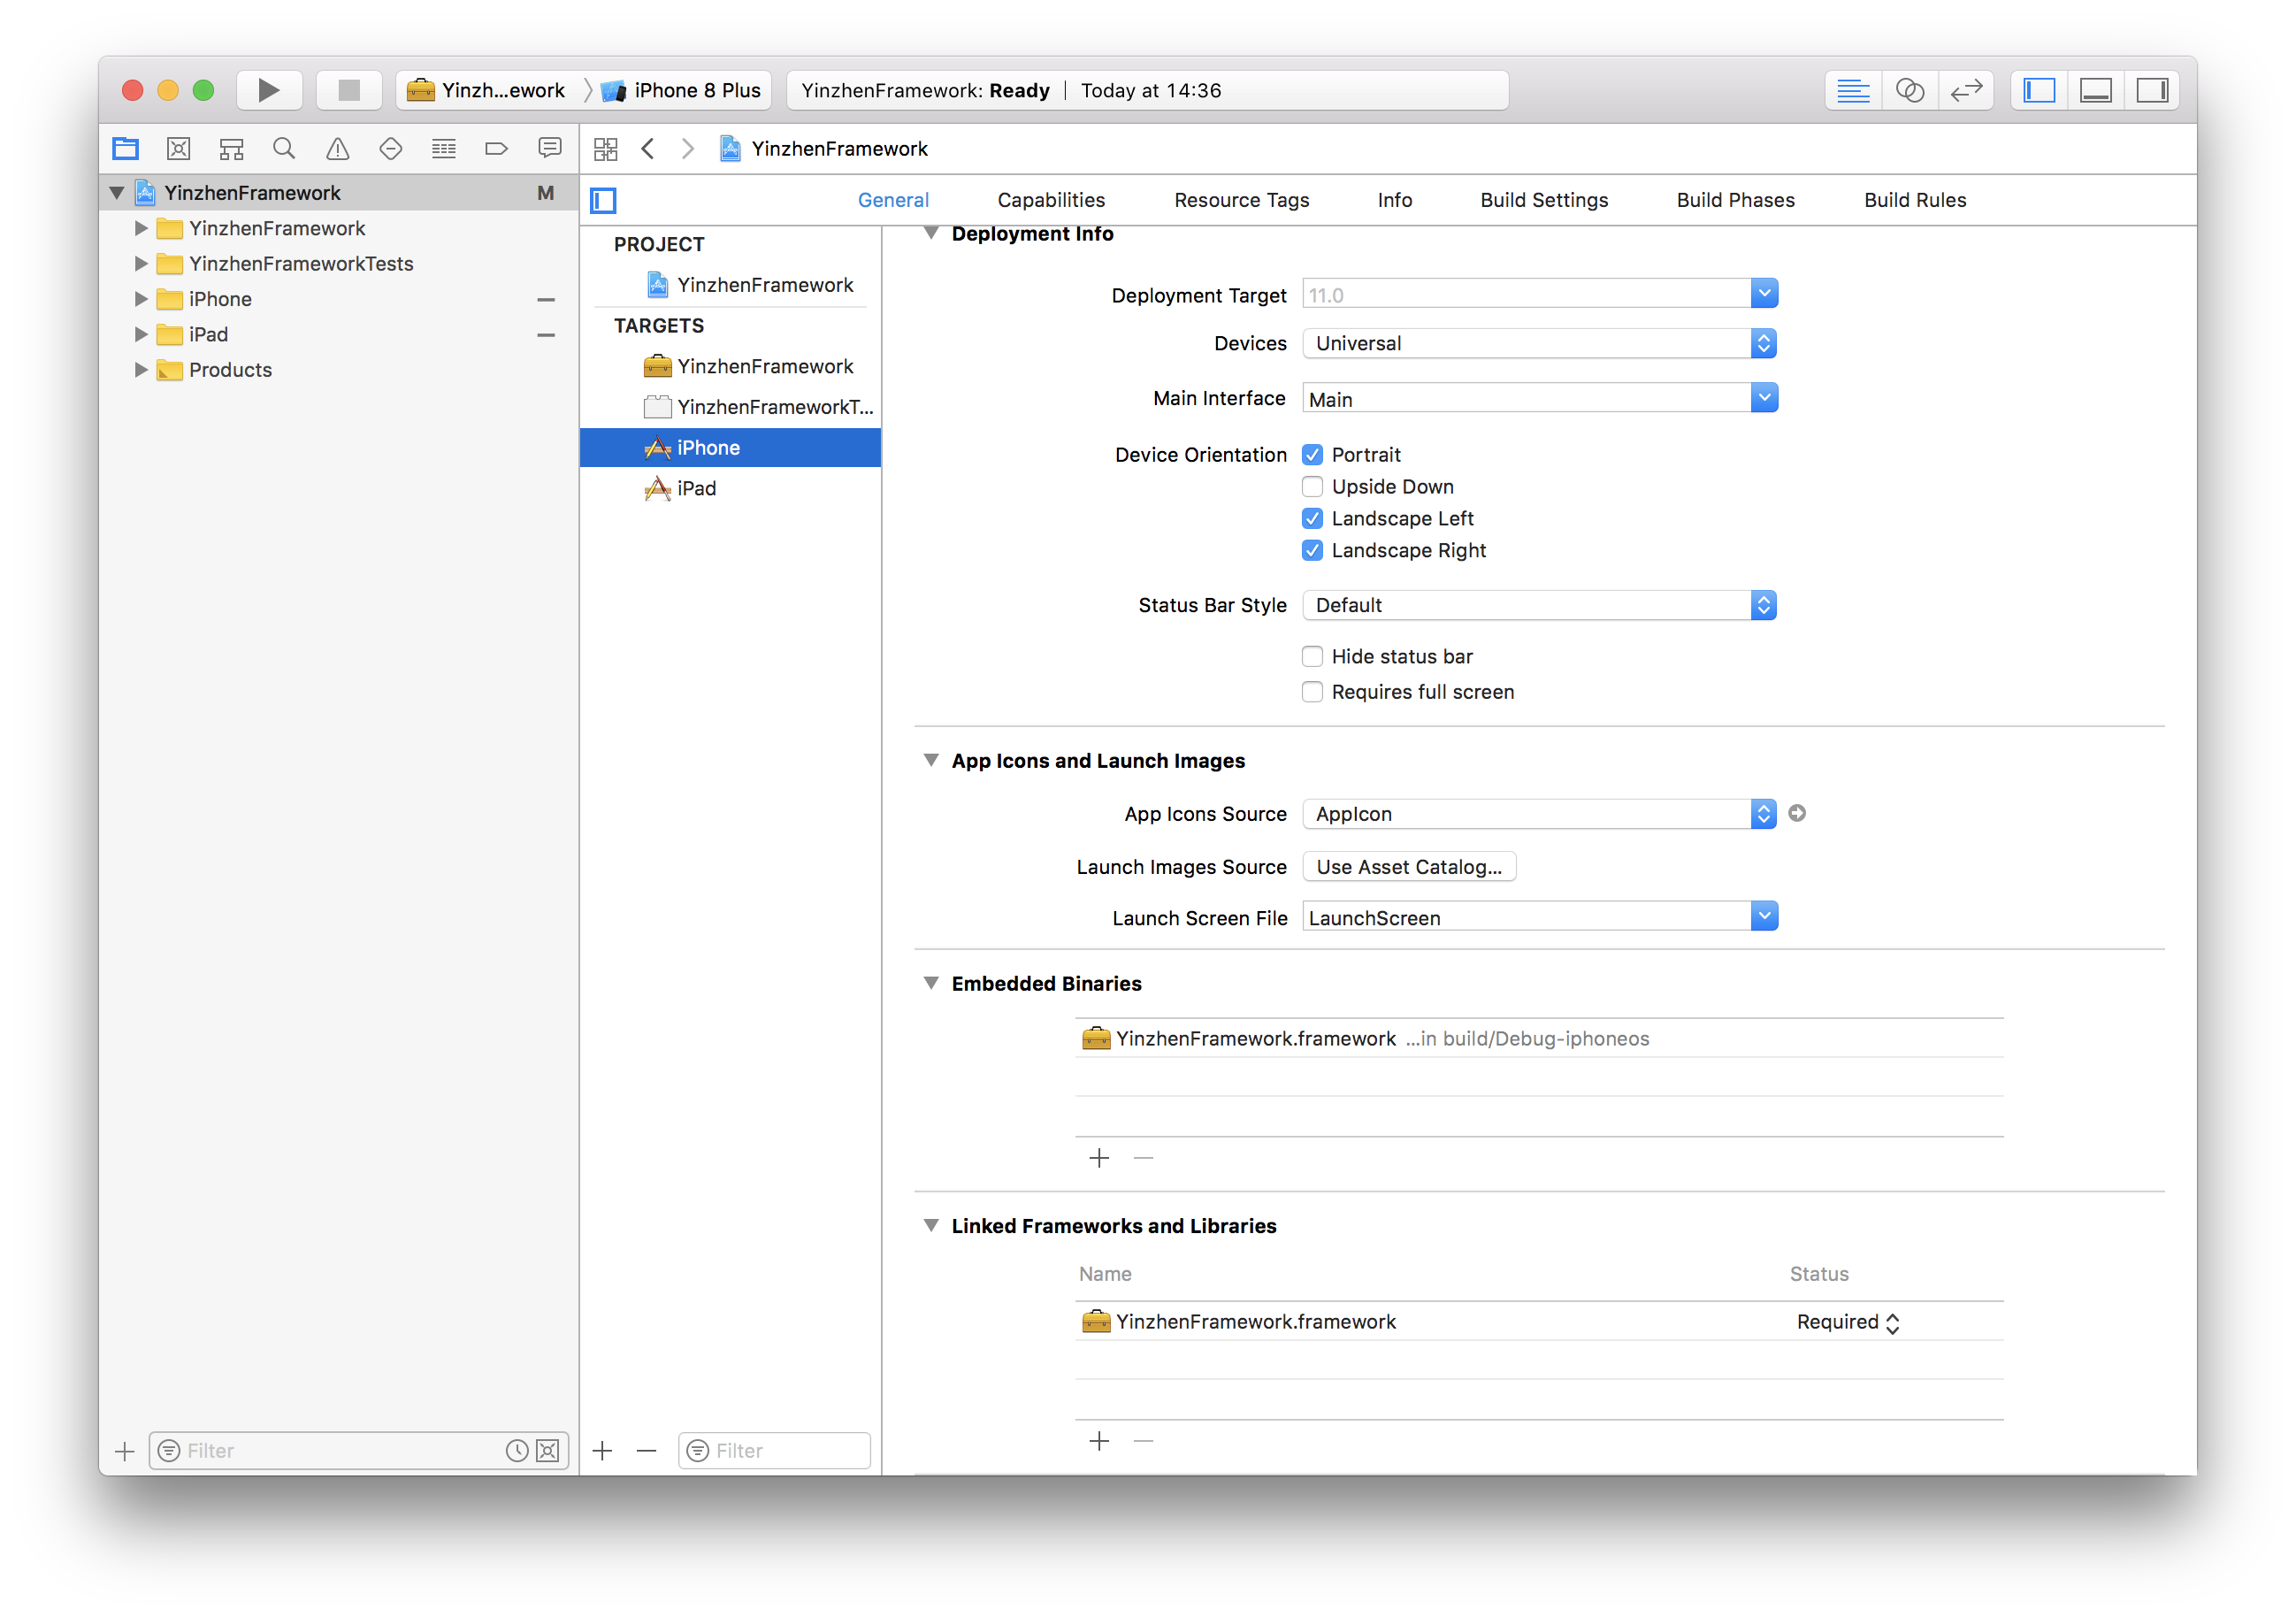 Yinzh...ework
iPhone 8 Plus
YinzhenFramework: Ready | Today at 14:36
YinzhenFramework
M
YinzhenFramework
YinzhenFrameworkTests
iPhone
iPad
Products
Filter
YinzhenFramework
General Capabilities Resource Tags Info Build Settings Build Phases Build Rules
PROJECT
YinzhenFramework
TARGETS
YinzhenFramework
YinzhenFrameworkT...
iPhone
iPad
Filter
Deployment Info
Deployment Target 11.0
Devices Universal
Main Interface Main
Device Orientation Portrait
Upside Down
Landscape Left
Landscape Right
Status Bar Style Default
Hide status bar
Requires full screen
App Icons and Launch Images
App Icons Source AppIcon
Launch Images Source Use Asset Catalog...
Launch Screen File LaunchScreen
Embedded Binaries
YinzhenFramework.framework ...in build/Debug-iphoneos
Linked Frameworks and Libraries
Name Status
YinzhenFramework.framework Required